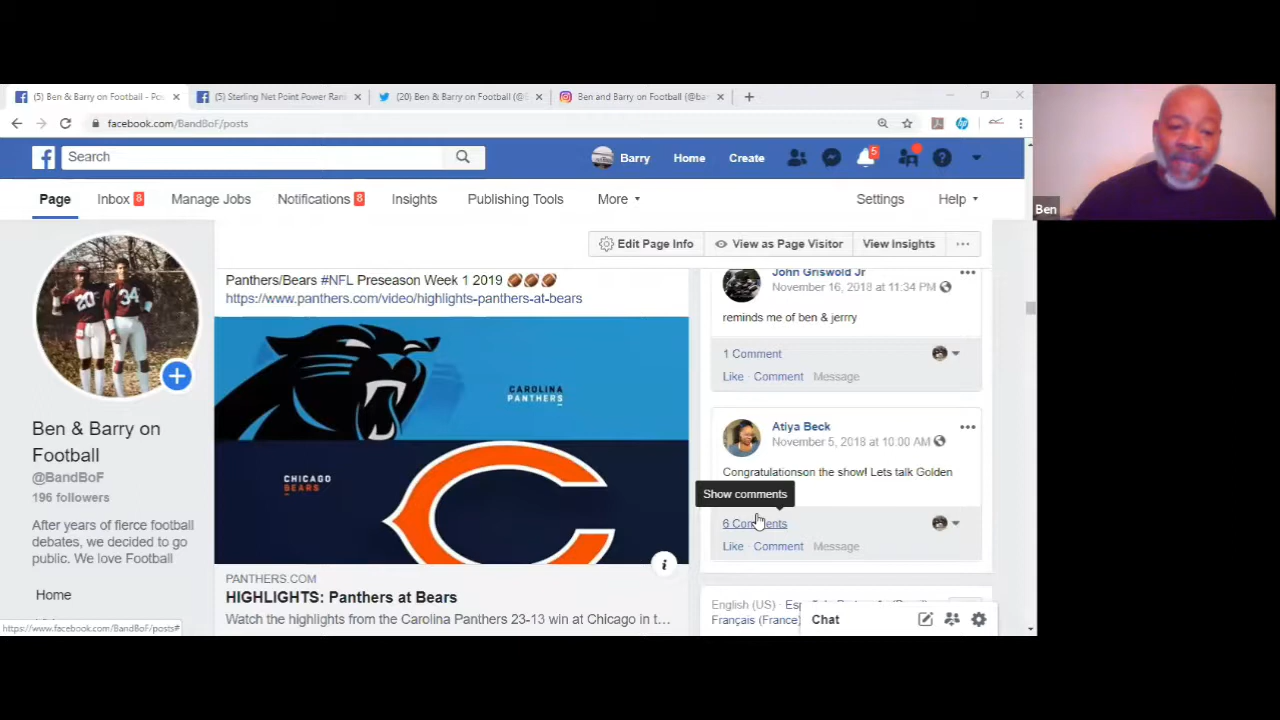 (5) Ben & Barry on Football - Po
(5) Sterling Net Point Power Ran
(20) Ben & Barry on Football (@
Ben and Barry on Football (@ba
facebook.com/BandBoF/posts
Search
Barry
Home
Create
5
Page
Inbox 8
Manage Jobs
Notifications 8
Insights
Publishing Tools
More
Settings
Help
Ben
Edit Page Info
View as Page Visitor
View Insights
20
34
Ben & Barry on
Football
@BandBoF
196 followers
After years of fierce football
debates, we decided to go
public. We love Football
Home
https://www.facebook.com/BandBoF/posts#
Panthers/Bears #NFL Preseason Week 1 2019 🏈🏈🏈
https://www.panthers.com/video/highlights-panthers-at-bears
CAROLINA
PANTHERS
CHICAGO
BEARS
PANTHERS.COM
HIGHLIGHTS: Panthers at Bears
Watch the highlights from the Carolina Panthers 23-13 win at Chicago in t...
John Griswold Jr
November 16, 2018 at 11:34 PM
reminds me of ben & jerrry
1 Comment
Like · Comment Message
Atiya Beck
November 5, 2018 at 10:00 AM
Congratulationson the show! Lets talk Golden
Show comments
6 Comments
Like · Comment Message
English (US) ·
Français (France)
Chat